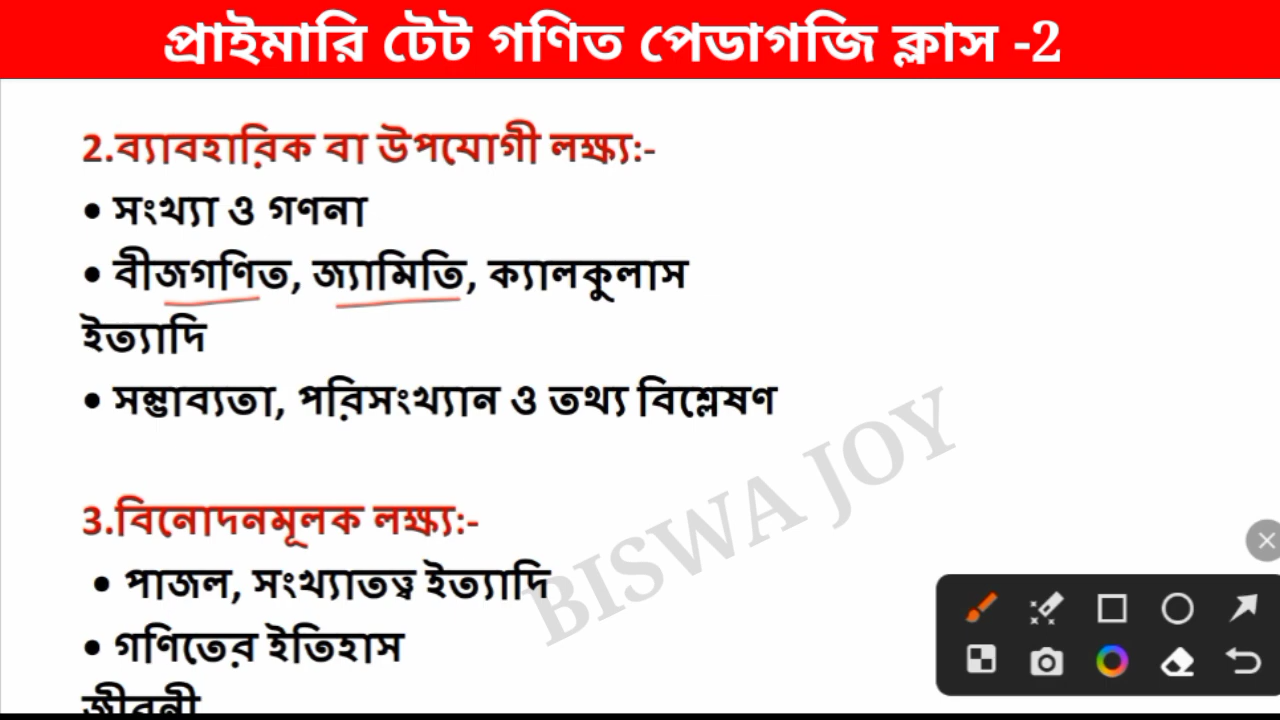 প্রাইমারি টেট গণিত পেডাগজি ক্লাস -2
2.ব্যাবহারিক বা উপযোগী লক্ষ্য:-
• সংখ্যা ও গণনা
• বীজগণিত, জ্যামিতি, ক্যালকুলাস
ইত্যাদি
• সম্ভাব্যতা, পরিসংখ্যান ও তথ্য বিশ্লেষণ
3.বিনোদনমূলক লক্ষ্য:-
• পাজল, সংখ্যাতত্ত্ব ইত্যাদি
• গণিতের ইতিহাস
জীবনী
BISWA JOY